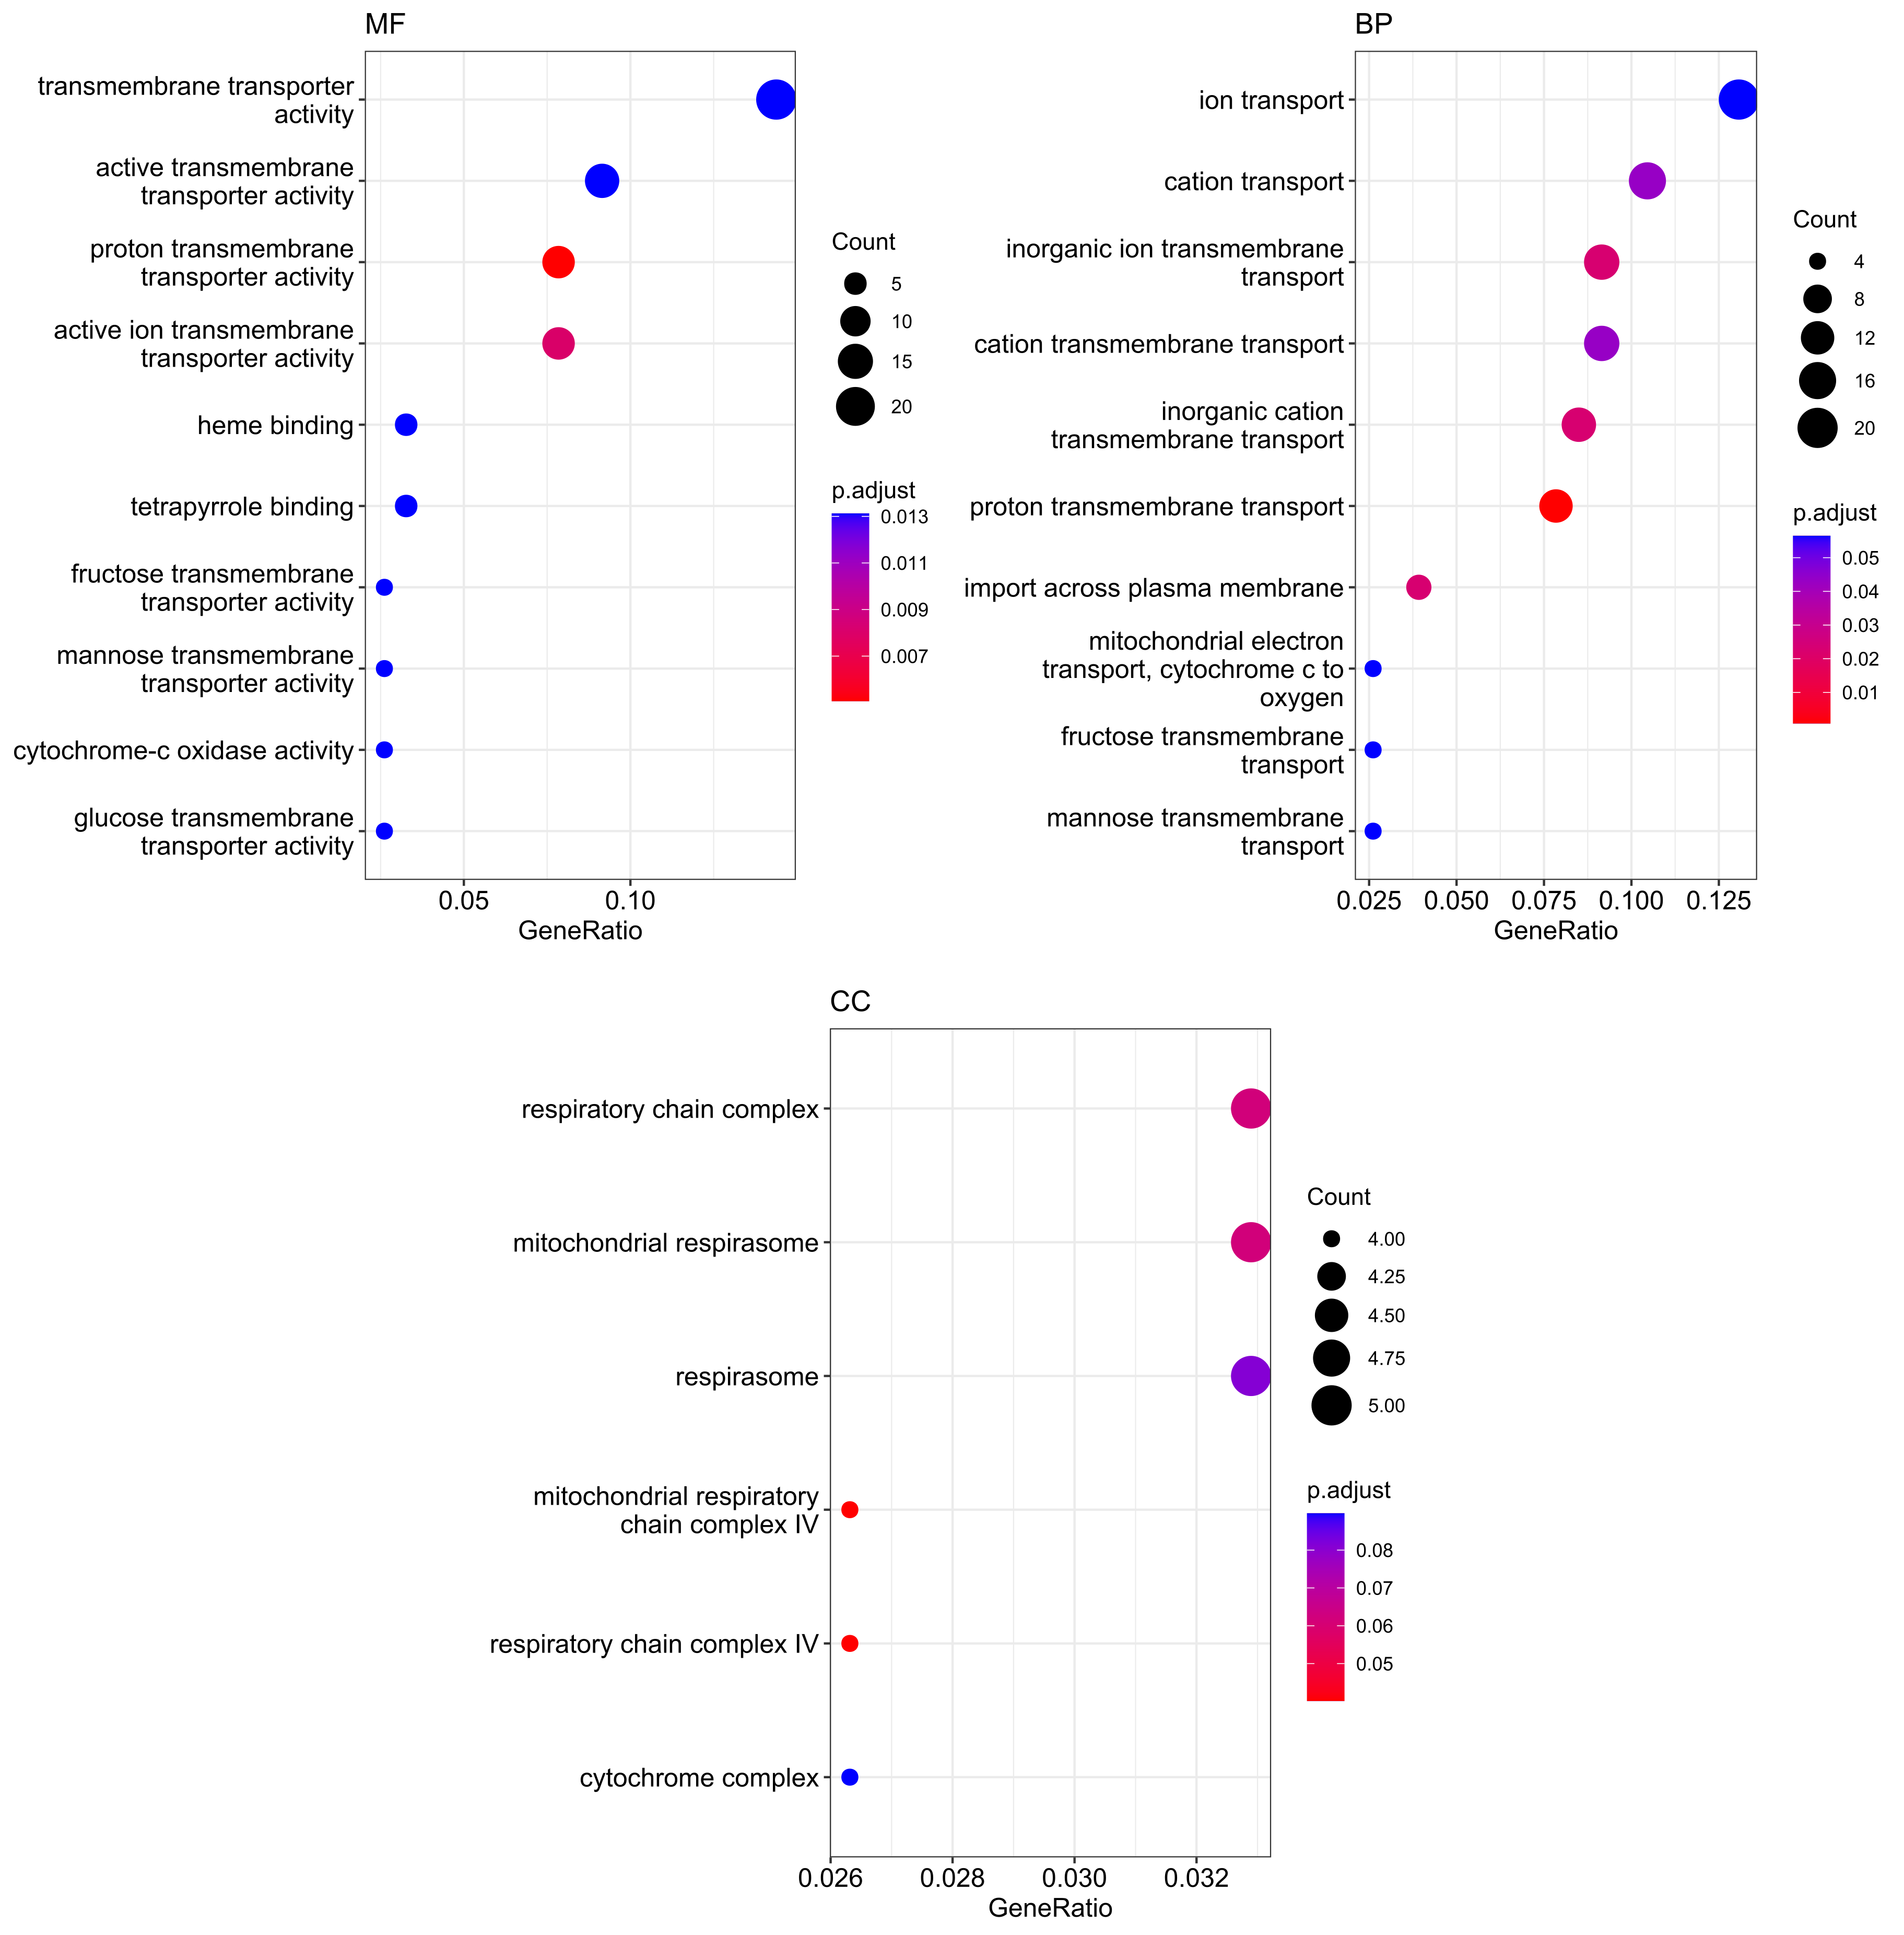 MF
transmembrane transporter
activity
active transmembrane
transporter activity
proton transmembrane
transporter activity
active ion transmembrane
transporter activity
heme binding
tetrapyrrole binding
fructose transmembrane
transporter activity
mannose transmembrane
transporter activity
cytochrome-c oxidase activity
glucose transmembrane
transporter activity
0.05 0.10
GeneRatio
Count
5
10
15
20
p.adjust
0.013
0.011
0.009
0.007
BP
ion transport
cation transport
inorganic ion transmembrane
transport
cation transmembrane transport
inorganic cation
transmembrane transport
proton transmembrane transport
import across plasma membrane
mitochondrial electron
transport, cytochrome c to
oxygen
fructose transmembrane
transport
mannose transmembrane
transport
0.025 0.050 0.075 0.100 0.125
GeneRatio
Count
4
8
12
16
20
p.adjust
0.05
0.04
0.03
0.02
0.01
CC
respiratory chain complex
mitochondrial respirasome
respirasome
mitochondrial respiratory
chain complex IV
respiratory chain complex IV
cytochrome complex
0.026 0.028 0.030 0.032
GeneRatio
Count
4.00
4.25
4.50
4.75
5.00
p.adjust
0.08
0.07
0.06
0.05